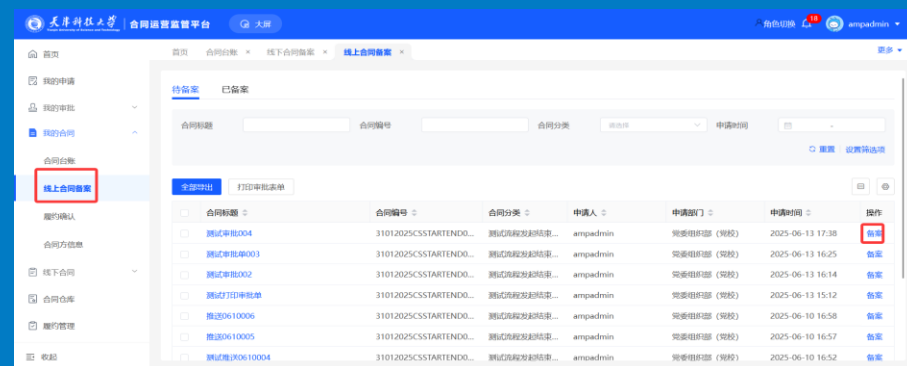 天津科技大学 合同运营监管平台 大屏 角色切换 18 ampadmin
首页 首页 合同台账 × 线下合同备案 × 线上合同备案 × 更多
我的申请
待备案 已备案
我的审批
合同标题 合同编号 合同分类 请选择 申请时间 -
我的合同
重置 设置筛选项
合同台账
线上合同备案 全部导出 打印审批表单
履约确认 合同标题 合同编号 合同分类 申请人 申请部门 申请时间 操作
测试审批004 31012025CSSTARTEND0... 测试流程发起结束... ampadmin 党委组织部（党校） 2025-06-13 17:38 备案
合同方信息 测试审批单003 31012025CSSTARTEND0... 测试流程发起结束... ampadmin 党委组织部（党校） 2025-06-13 16:25 备案
线下合同 测试审批002 31012025CSSTARTEND0... 测试流程发起结束... ampadmin 党委组织部（党校） 2025-06-13 16:14 备案
合同仓库 测试打印审批单 31012025CSSTARTEND0... 测试流程发起结束... ampadmin 党委组织部（党校） 2025-06-13 15:12 备案
履约管理 推送0610006 31012025CSSTARTEND0... 测试流程发起结束... ampadmin 党委组织部（党校） 2025-06-10 16:58 备案
推送0610005 31012025CSSTARTEND0... 测试流程发起结束... ampadmin 党委组织部（党校） 2025-06-10 16:57 备案
收起 测试推送0610004 31012025CSSTARTEND0... 测试流程发起结束... ampadmin 党委组织部（党校） 2025-06-10 16:52 备案